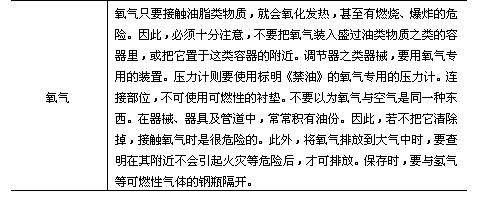 氧气只要接触油脂类物质，就会氧化发热，甚至有燃烧、爆炸的危
险。因此，必须十分注意，不要把氧气装入盛过油类物质之类的容
器里，或把它置于这类容器的附近。调节器之类器械，要用氧气专
用的装置。压力计则要使用标明《禁油》的氧气专用的压力计。连
接部位，不可使用可燃性的衬垫。不要以为氧气与空气是同一种东
氧气
西。在器械、器具及管道中，常常积有油份。因此，若不把它清除
掉，接触氧气时是很危险的。此外，将氧气排放到大气中时，要查
明在其附近不会引起火灾等危险后，才可排放。保存时，要与氢气
等可燃性气体的钢瓶隔开。